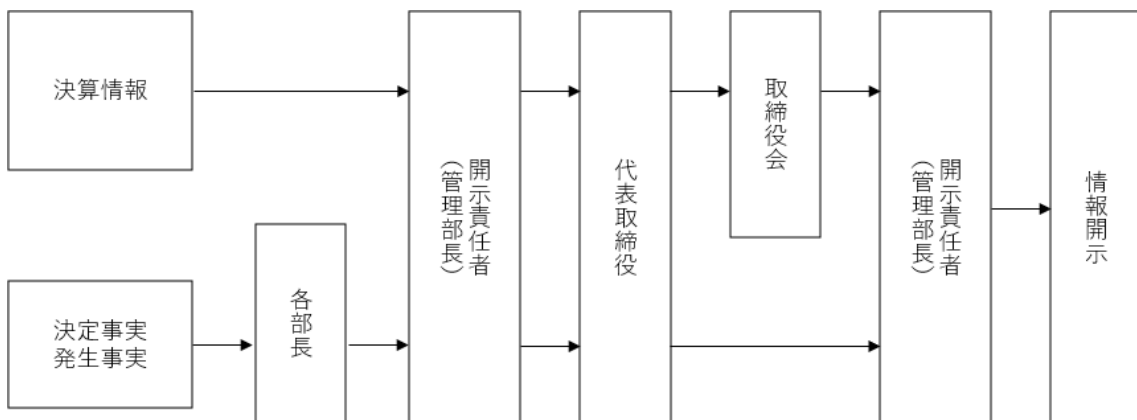 決算情報
決定事実
発生事実
各部長
開示責任者
（管理部長）
代表取締役
取締役会
開示責任者
（管理部長）
情報開示